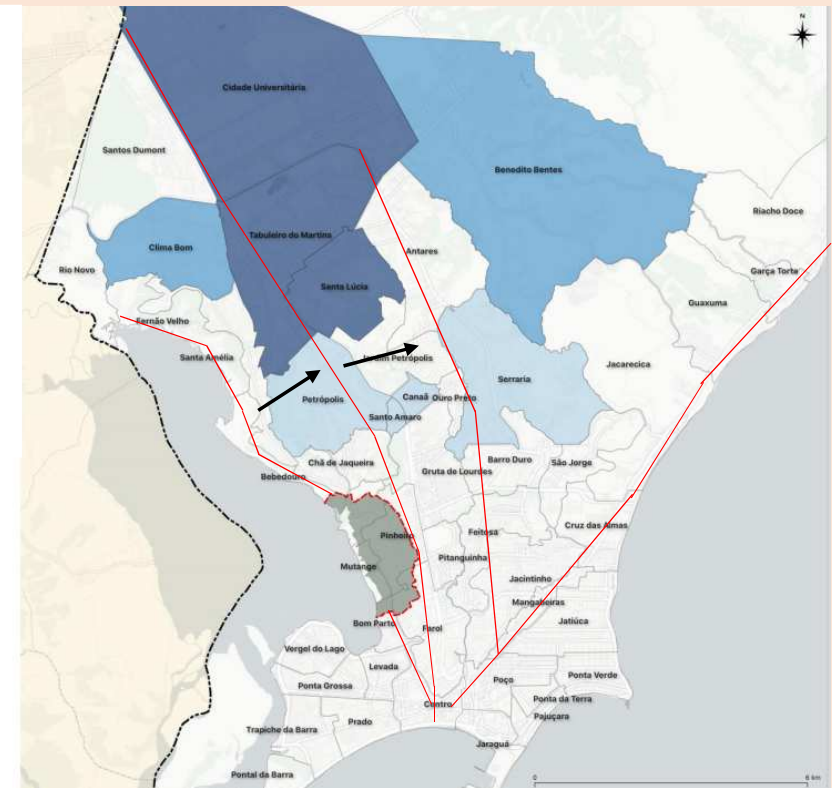 N
Cidade Universitária
Santos Dumont
Benedito Bentes
Riacho Doce
Tabuleiro do Martins
Clima Bom
Antares
Rio Novo
Garça Torta
Santa Lúcia
Guaxuma
Fernão Velho
Santa Amélia
Jardim Petrópolis
Jacarecica
Serraria
Petrópolis
Canaã
Ouro Preto
Santo Amaro
Chã de Jaqueira
Barro Duro
São Jorge
Gruta de Lourdes
Bebedouro
Cruz das Almas
Pinheiro
Feitosa
Pitanguinha
Mutange
Jacintinho
Mangabeiras
Bom Parto
Farol
Jatiúca
Vergel do Lago
Levada
Poço
Ponta Verde
Ponta Grossa
Centro
Ponta da Terra
Prado
Pajuçara
Trapiche da Barra
Jaraguá
Pontal da Barra
0
6 km